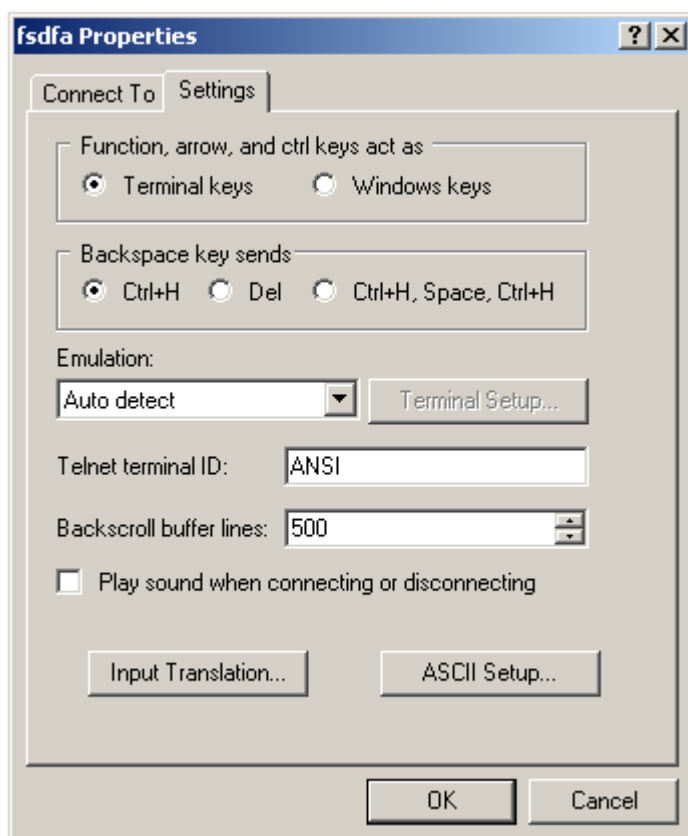 fsdfa Properties
Connect To Settings
Function, arrow, and ctrl keys act as
Terminal keys Windows keys
Backspace key sends
Ctrl+H Del Ctrl+H, Space, Ctrl+H
Emulation:
Auto detect Terminal Setup...
Telnet terminal ID: ANSI
Backscroll buffer lines: 500
Play sound when connecting or disconnecting
Input Translation... ASCII Setup...
OK Cancel